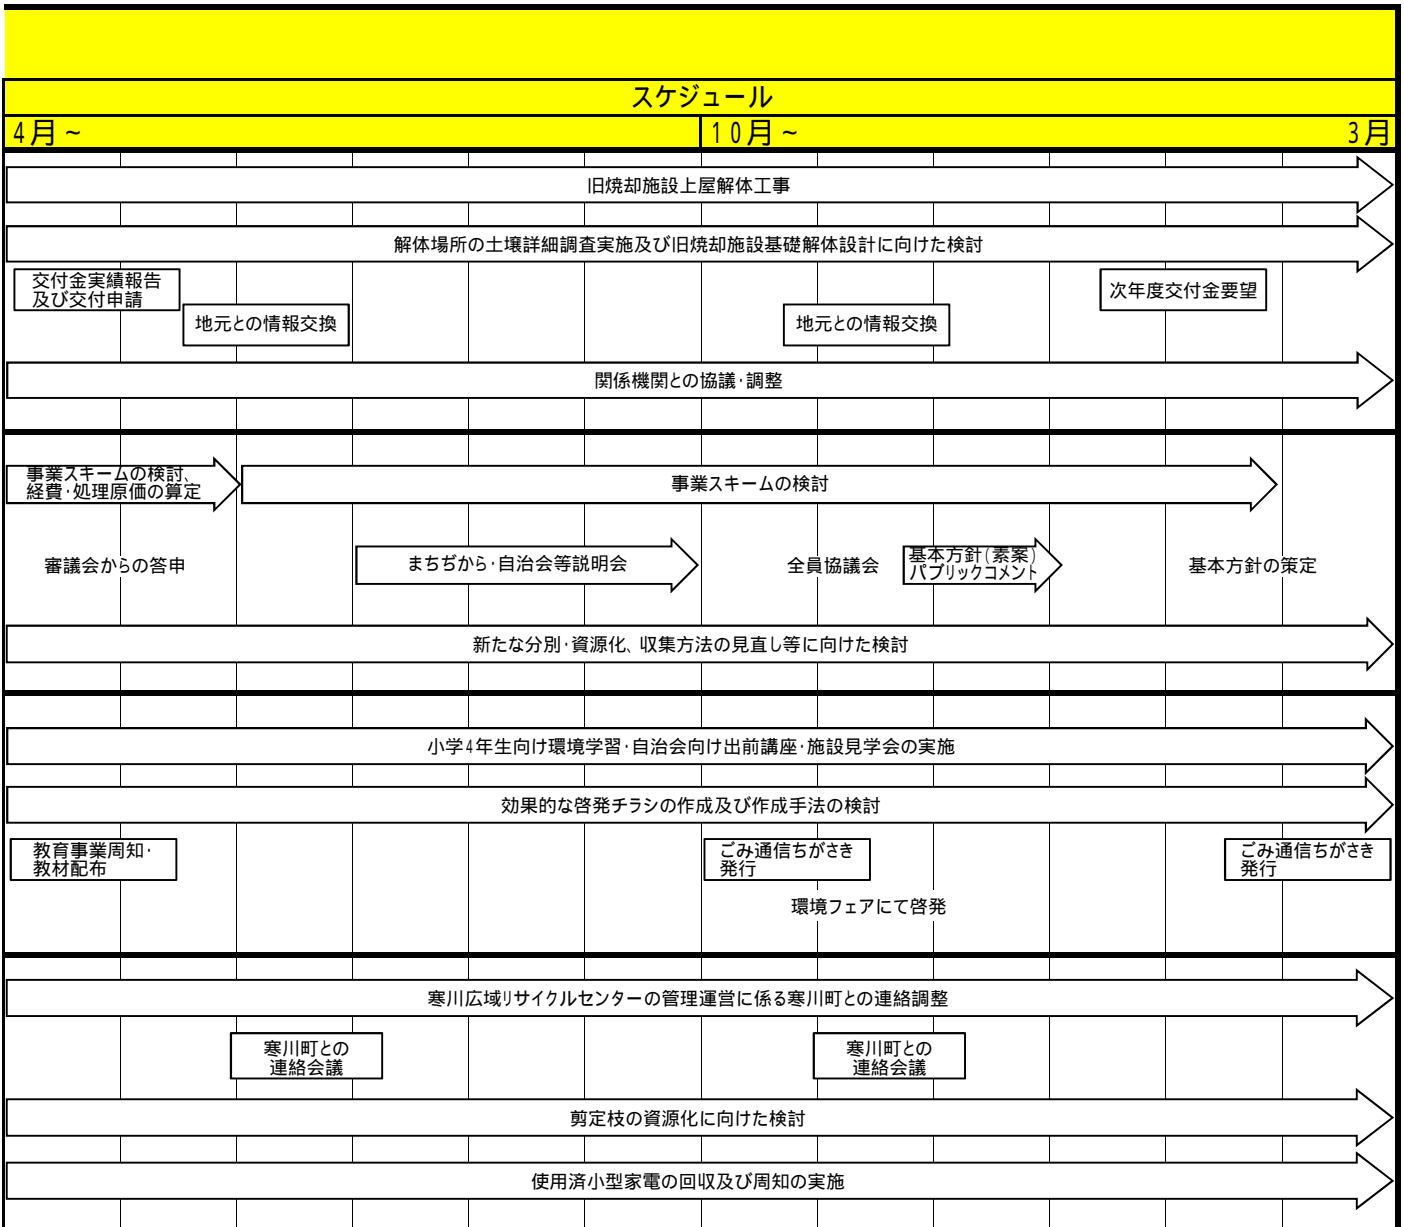 スケジュール
4月～
10月～
3月
旧焼却施設上屋解体工事
解体場所の土壌詳細調査実施及び旧焼却施設基礎解体設計に向けた検討
交付金実績報告
及び交付申請
次年度交付金要望
地元との情報交換
地元との情報交換
関係機関との協議・調整
事業スキームの検討、
経費・処理原価の算定
事業スキームの検討
審議会からの答申
まちぢから・自治会等説明会
全員協議会
基本方針（素案）
パブリックコメント
基本方針の策定
新たな分別・資源化、収集方法の見直し等に向けた検討
小学4年生向け環境学習・自治会向け出前講座・施設見学会の実施
効果的な啓発チラシの作成及び作成手法の検討
教育事業周知・
教材配布
ごみ通信ちがさき
発行
ごみ通信ちがさき
発行
環境フェアにて啓発
寒川広域リサイクルセンターの管理運営に係る寒川町との連絡調整
寒川町との
連絡会議
寒川町との
連絡会議
剪定枝の資源化に向けた検討
使用済小型家電の回収及び周知の実施